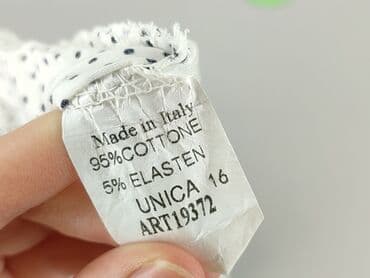 Made in Italy
95%COTTONE
5% ELASTEN
UNICA 16
ART19372